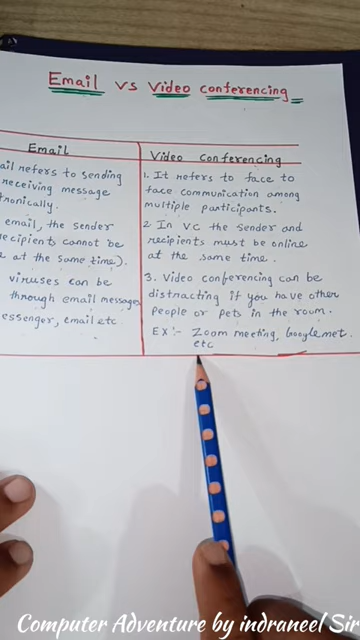 Email vs Video conferencing
Email
ail refers to sending
receiving message
tronically.
email, the sender
ecipients cannot be
e at the same time).
viruses can be
through email messages
essenger, email etc
Video Conferencing
1. It refers to face to
face communication among
multiple participants.
2. In VC the sender and
recipients must be online
at the same time.
3. Video conferencing can be
distracting if you have other
people or pets in the room.
EX:- Zoom meeting, Google met.
etc
Computer Adventure by indraneel Sir